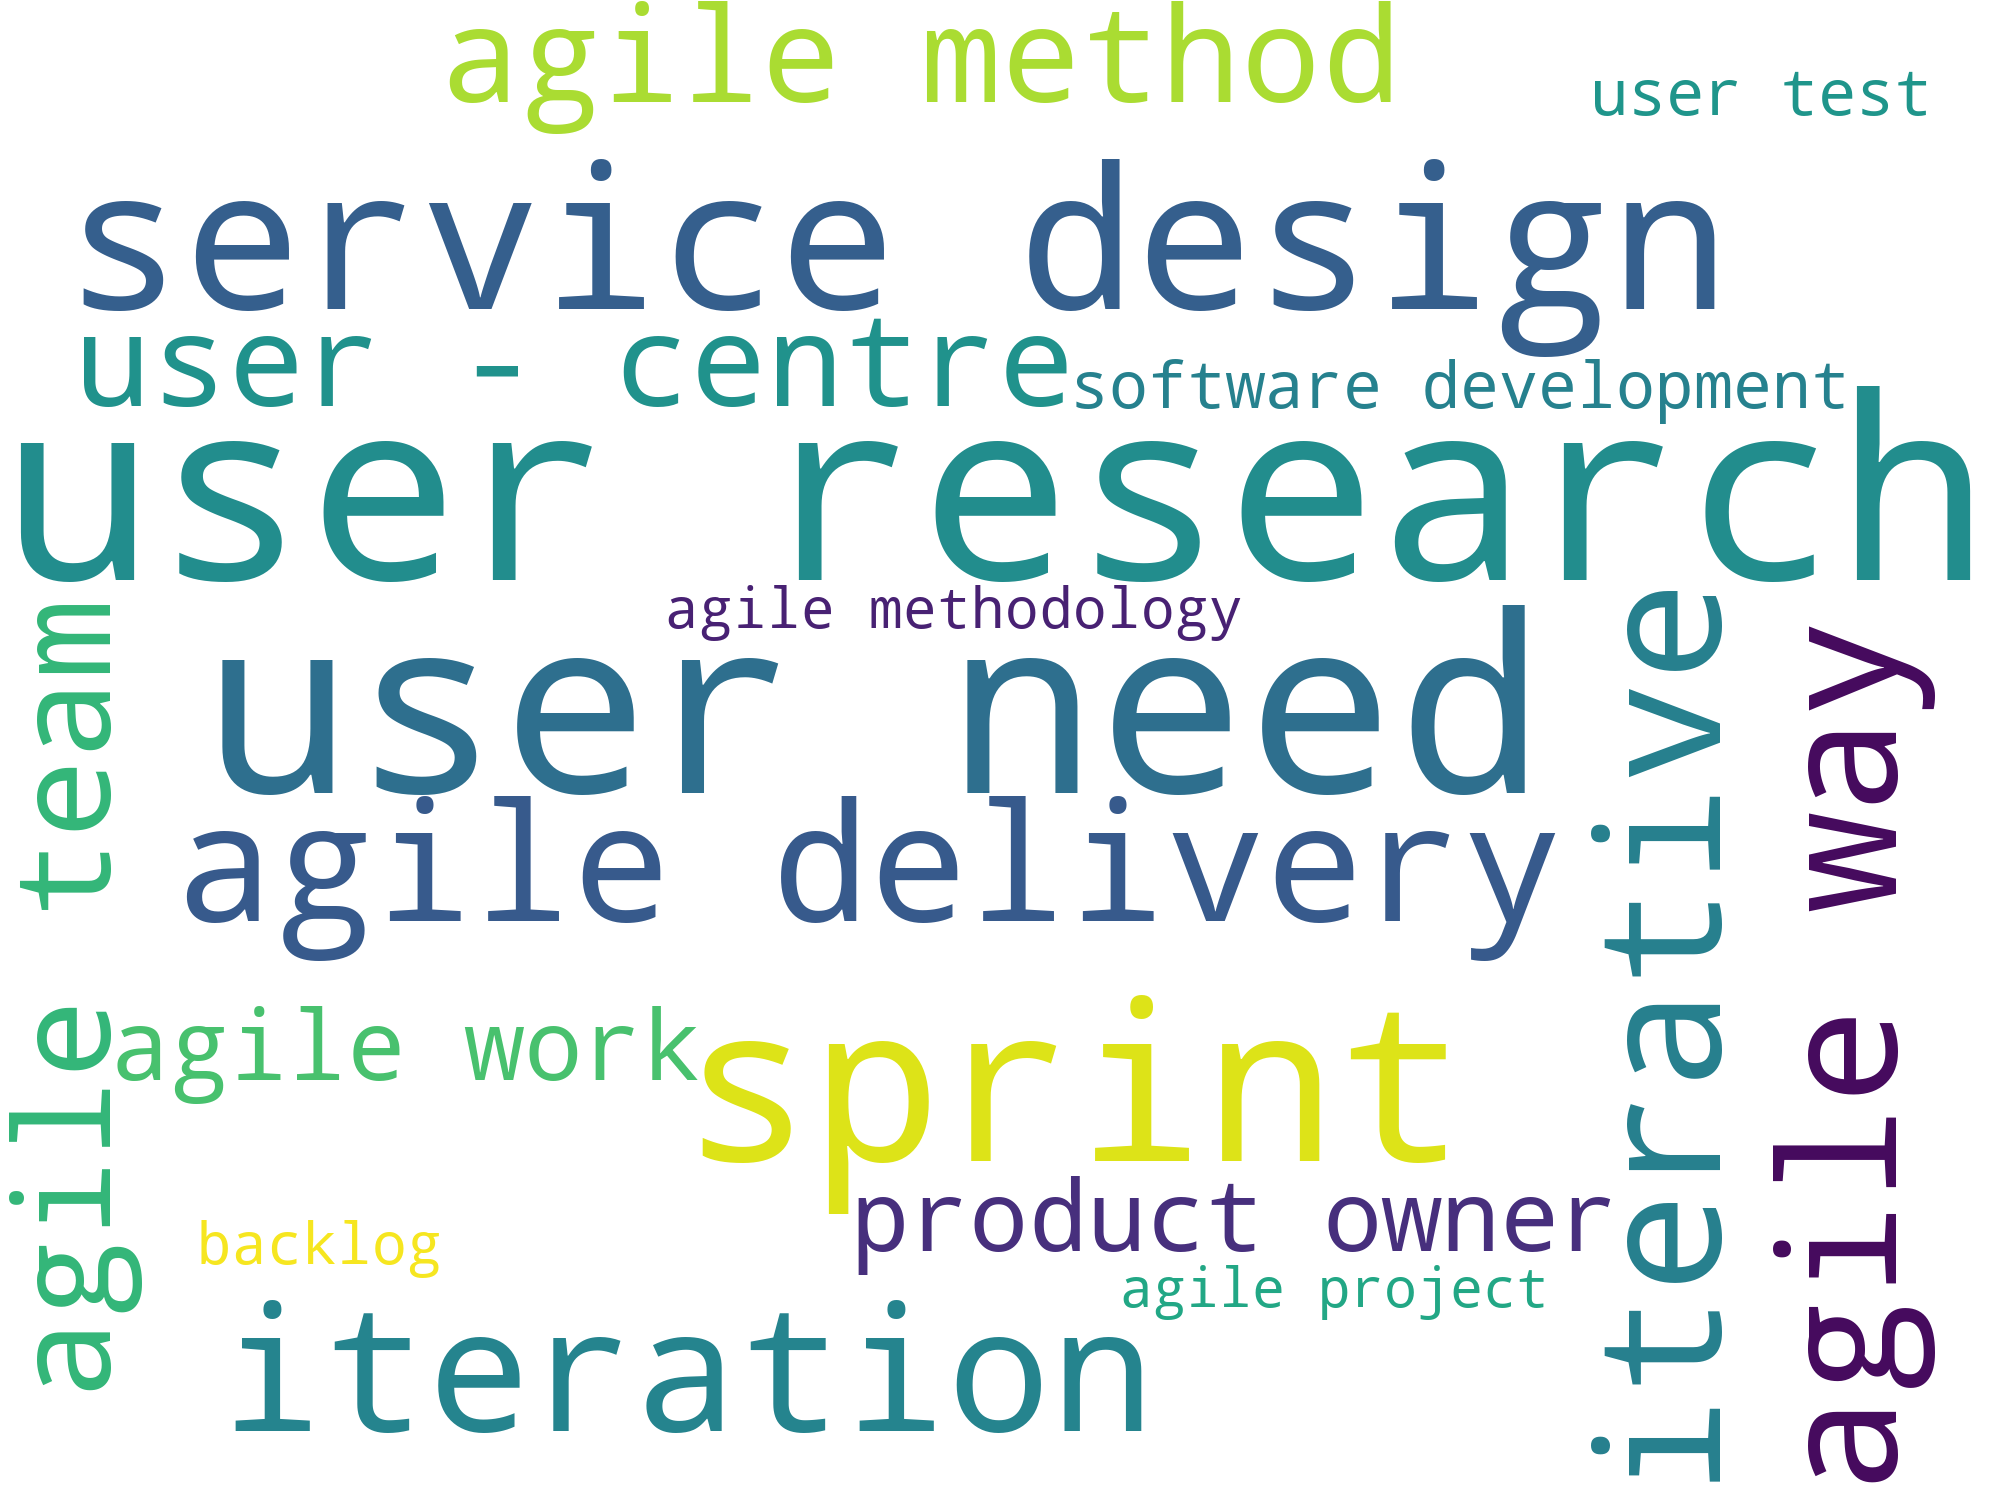 agile method
user test
service design
user - centre
software development
user research
agile methodology
user need
agile team
iterative
agile way
agile delivery
agile work
sprint
product owner
backlog
agile project
iteration